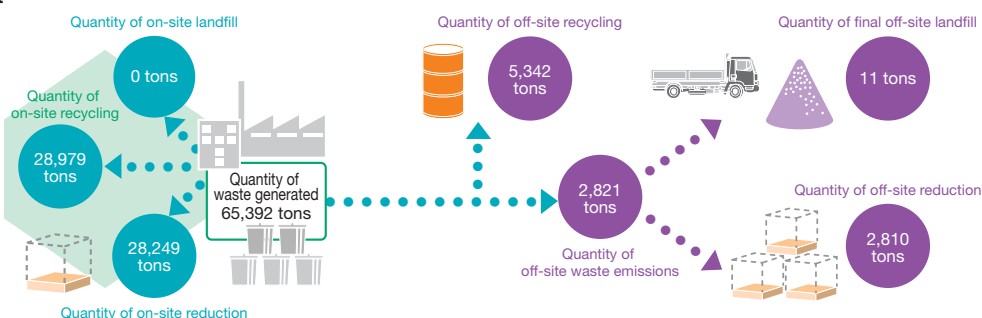 Quantity of on-site landfill
0 tons
Quantity of
on-site recycling
28,979
tons
28,249
tons
Quantity of on-site reduction
Quantity of
waste generated
65,392 tons
Quantity of off-site recycling
5,342
tons
2,821
tons
Quantity of
off-site waste emissions
Quantity of final off-site landfill
11 tons
Quantity of off-site reduction
2,810
tons